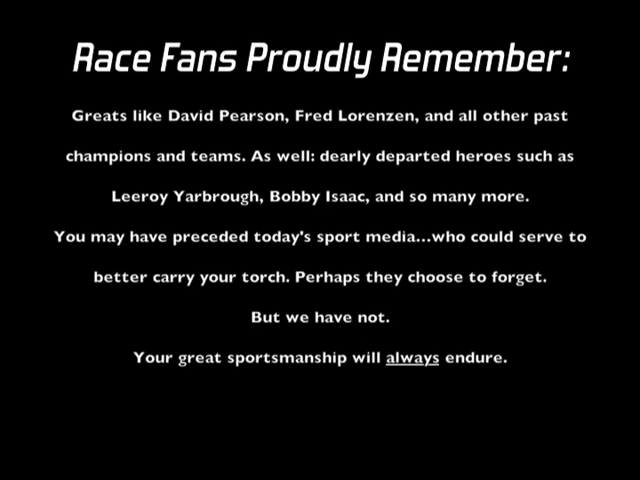 Race Fans Proudly Remember:
Greats like David Pearson, Fred Lorenzen, and all other past
champions and teams. As well: dearly departed heroes such as
Leeroy Yarbrough, Bobby Isaac, and so many more.
You may have preceded today's sport media...who could serve to
better carry your torch. Perhaps they choose to forget.
But we have not.
Your great sportsmanship will always endure.